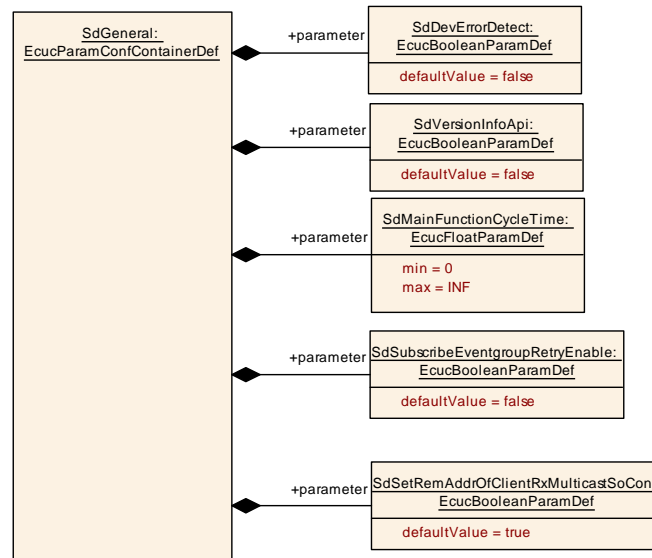 SdGeneral:
EcucParamConfContainerDef
+parameter
SdDevErrorDetect:
EcucBooleanParamDef
defaultValue = false
+parameter
SdVersionInfoApi:
EcucBooleanParamDef
defaultValue = false
+parameter
SdMainFunctionCycleTime:
EcucFloatParamDef
min = 0
max = INF
+parameter
SdSubscribeEventgroupRetryEnable:
EcucBooleanParamDef
defaultValue = false
+parameter
SdSetRemAddrOfClientRxMulticastSoCon
EcucBooleanParamDef
defaultValue = true